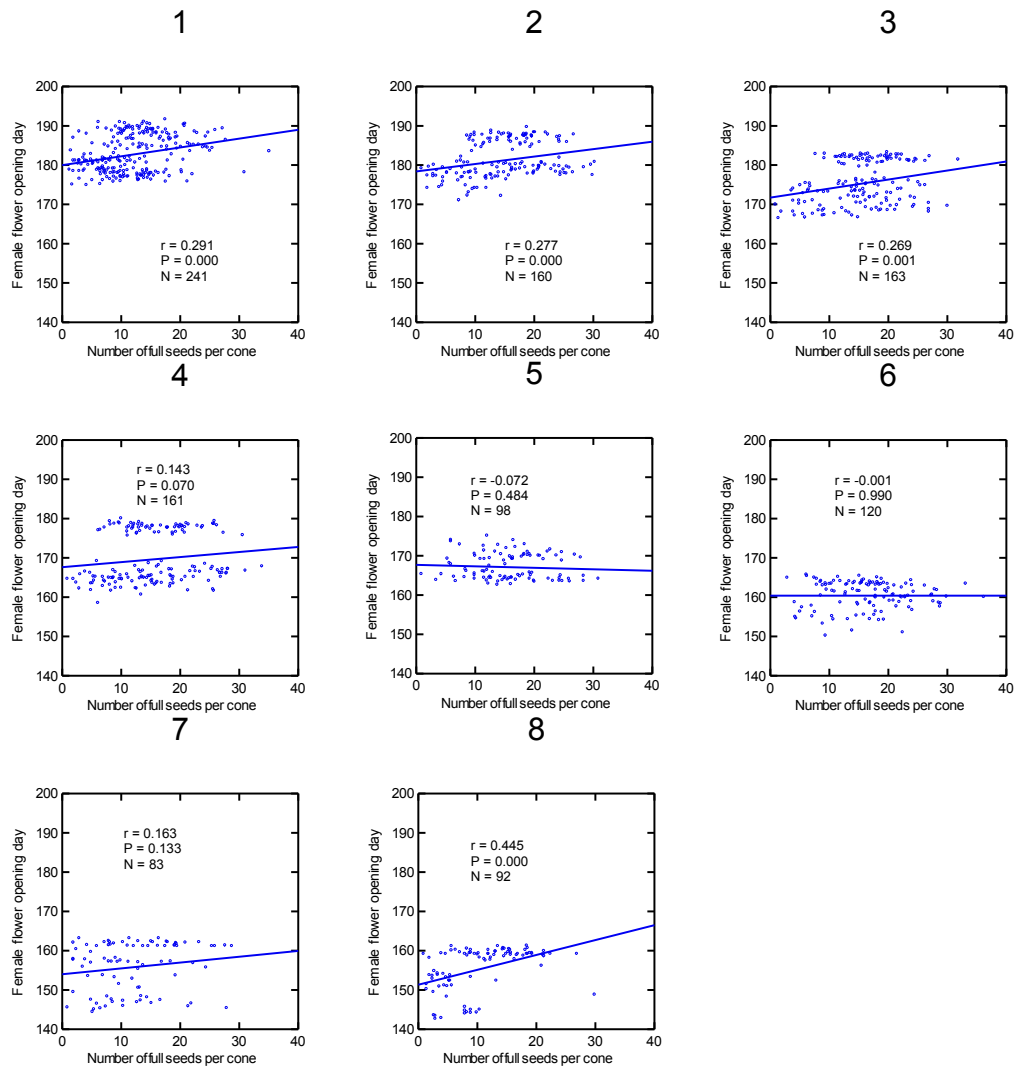 1
2
3
200
190
180
170
160
150
140
Female flower opening day
r = 0.291
P = 0.000
N = 241
0 10 20 30 40
Number of full seeds per cone
200
190
180
170
160
150
140
Female flower opening day
r = 0.277
P = 0.000
N = 160
0 10 20 30 40
Number of full seeds per cone
200
190
180
170
160
150
140
Female flower opening day
r = 0.269
P = 0.001
N = 163
0 10 20 30 40
Number of full seeds per cone
4
5
6
200
190
180
170
160
150
140
Female flower opening day
r = 0.143
P = 0.070
N = 161
0 10 20 30 40
Number of full seeds per cone
200
190
180
170
160
150
140
Female flower opening day
r = -0.072
P = 0.484
N = 98
0 10 20 30 40
Number of full seeds per cone
200
190
180
170
160
150
140
Female flower opening day
r = -0.001
P = 0.990
N = 120
0 10 20 30 40
Number of full seeds per cone
7
8
200
190
180
170
160
150
140
Female flower opening day
r = 0.163
P = 0.133
N = 83
0 10 20 30 40
Number of full seeds per cone
200
190
180
170
160
150
140
Female flower opening day
r = 0.445
P = 0.000
N = 92
0 10 20 30 40
Number of full seeds per cone